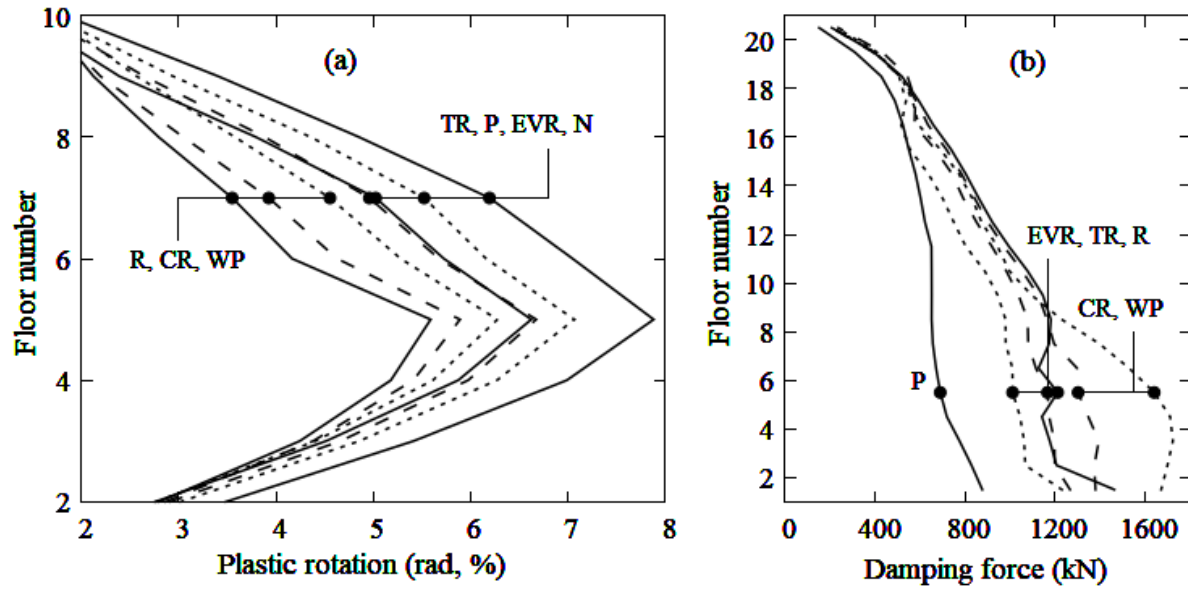 10
(a)
TR, P, EVR, N
8
Floor number
6
R, CR, WP
4
2
2 3 4 5 6 7 8
Plastic rotation (rad, %)
20
(b)
18
16
14
12
EVR, TR, R
Floor number
10
CR, WP
8
P
6
4
2
0 400 800 1200 1600
Damping force (kN)